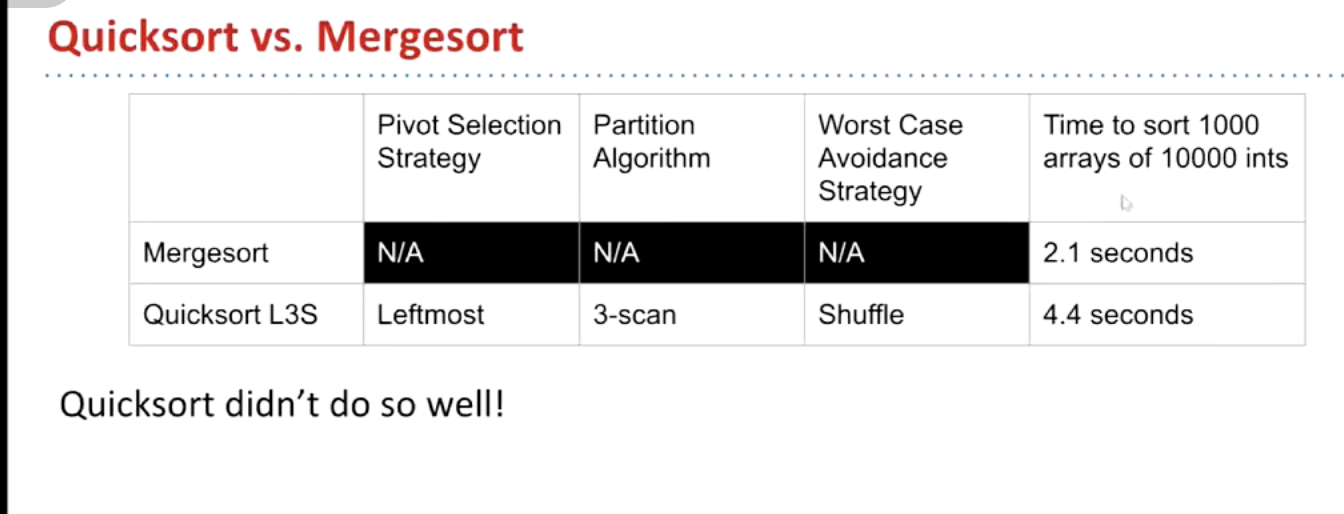 Quicksort vs. Mergesort
Pivot Selection Strategy | Partition Algorithm | Worst Case Avoidance Strategy | Time to sort 1000 arrays of 10000 ints
Mergesort | N/A | N/A | N/A | 2.1 seconds
Quicksort L3S | Leftmost | 3-scan | Shuffle | 4.4 seconds
Quicksort didn’t do so well!